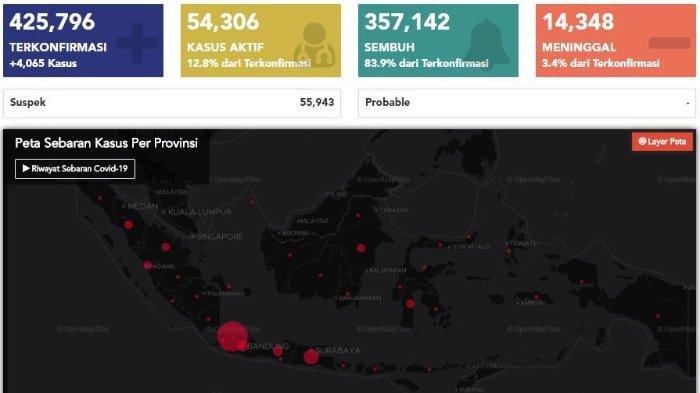 425,796
TERKONFIRMASI
+4,065 Kasus
54,306
KASUS AKTIF
12.8% dari Terkonfirmasi
357,142
SEMBUH
83.9% dari Terkonfirmasi
14,348
MENINGGAL
3.4% dari Terkonfirmasi
Suspek 55,943
Probable -
Peta Sebaran Kasus Per Provinsi
Layer Peta
Riwayat Sebaran Covid-19
© OpenMapTiles
© OpenMapTiles
© OpenMapTiles
MALAYSIA
MEDAN
KUALA LUMPUR
SINGAPORE
MALAYSIA
KUCHING
TARAKAN
GORONTALO
TERNATE
PADANG
BALIKPAPAN
PALEMBANG
BANJARMASIN
AMBON
© OpenMapTiles
© OpenMapTiles
© OpenMapTiles
BANDUNG
SURABAYA
KUPANG